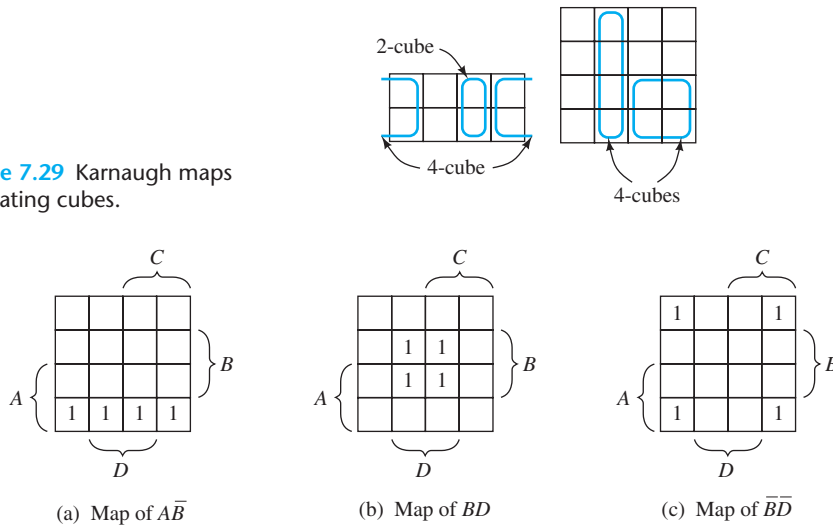 2-cube
4-cube
4-cubes
e 7.29 Karnaugh maps
ating cubes.
C
B
A
1 1 1 1
D
(a) Map of AB̅
C
1 1
B
1 1
A
D
(b) Map of BD
C
1 1
B
A
1 1
D
(c) Map of B̅D̅